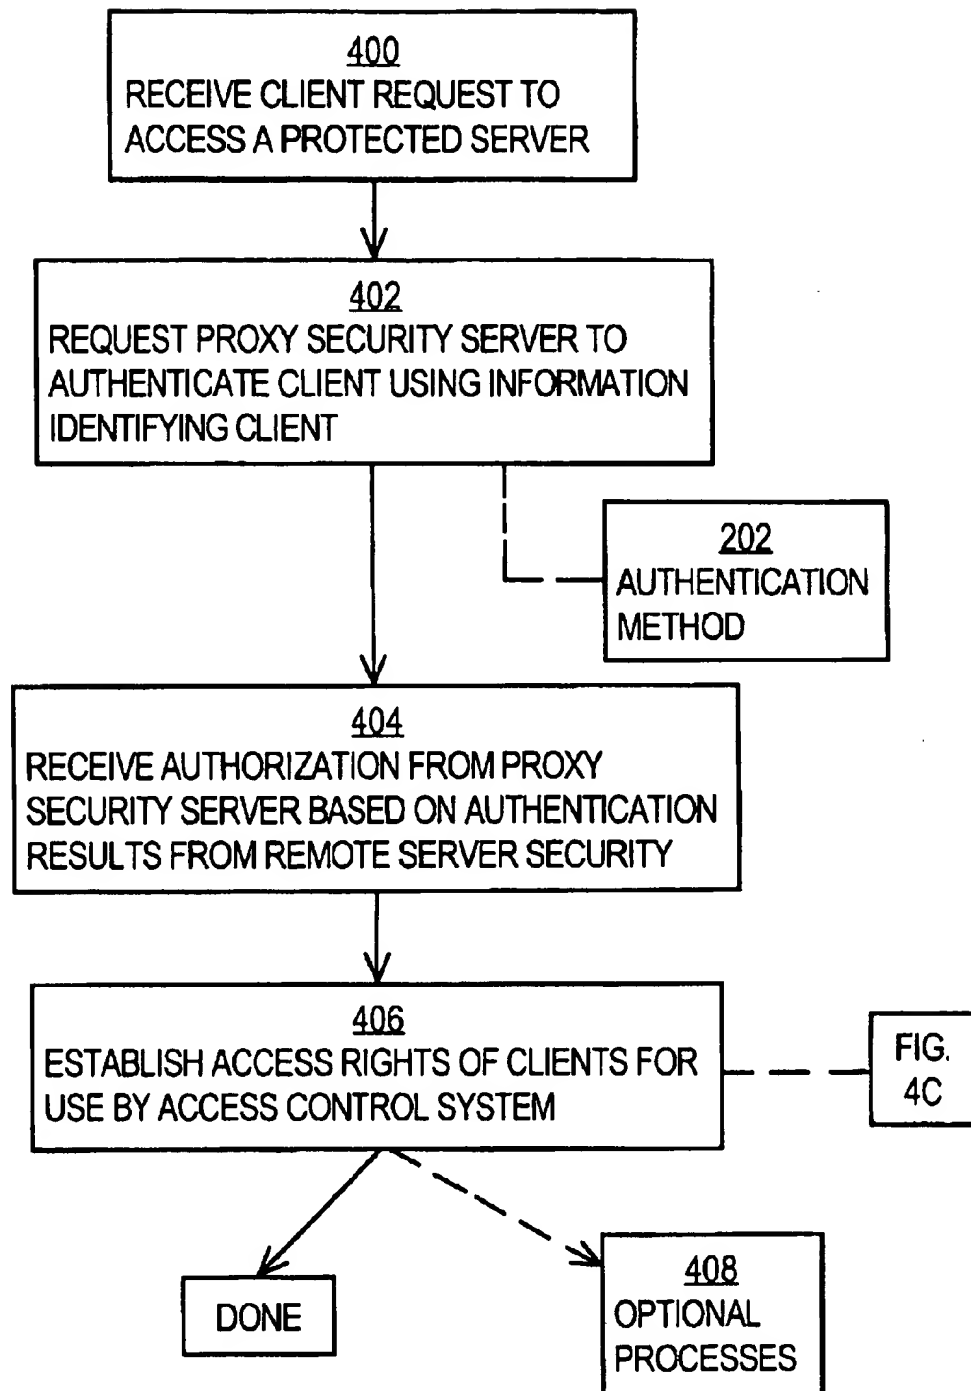 400
RECEIVE CLIENT REQUEST TO
ACCESS A PROTECTED SERVER
402
REQUEST PROXY SECURITY SERVER TO
AUTHENTICATE CLIENT USING INFORMATION
IDENTIFYING CLIENT
202
AUTHENTICATION
METHOD
404
RECEIVE AUTHORIZATION FROM PROXY
SECURITY SERVER BASED ON AUTHENTICATION
RESULTS FROM REMOTE SERVER SECURITY
406
ESTABLISH ACCESS RIGHTS OF CLIENTS FOR
USE BY ACCESS CONTROL SYSTEM
FIG.
4C
DONE
408
OPTIONAL
PROCESSES